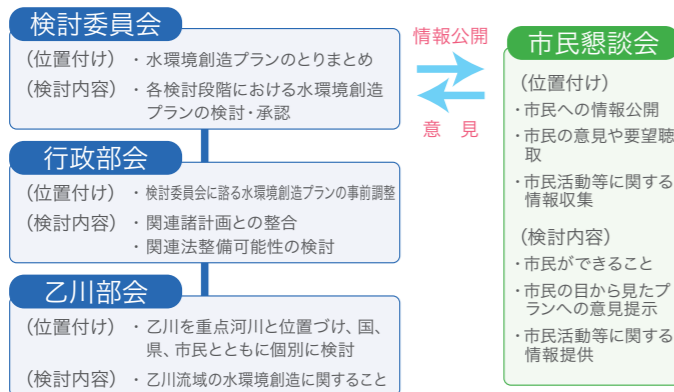 検討委員会
(位置付け) ・水環境創造プランのとりまとめ
(検討内容) ・各検討段階における水環境創造
プランの検討・承認
情報公開
意 見
行政部会
(位置付け) ・検討委員会に諮る水環境創造プランの事前調整
(検討内容) ・関連諸計画との整合
・関連法整備可能性の検討
乙川部会
(位置付け) ・乙川を重点河川と位置づけ、国、
県、市民とともに個別に検討
(検討内容) ・乙川流域の水環境創造に関すること
市民懇談会
(位置付け)
・市民への情報公開
・市民の意見や要望聴
取
・市民活動等に関する
情報収集
(検討内容)
・市民ができること
・市民の目から見たプ
ランへの意見提示
・市民活動等に関する
情報提供